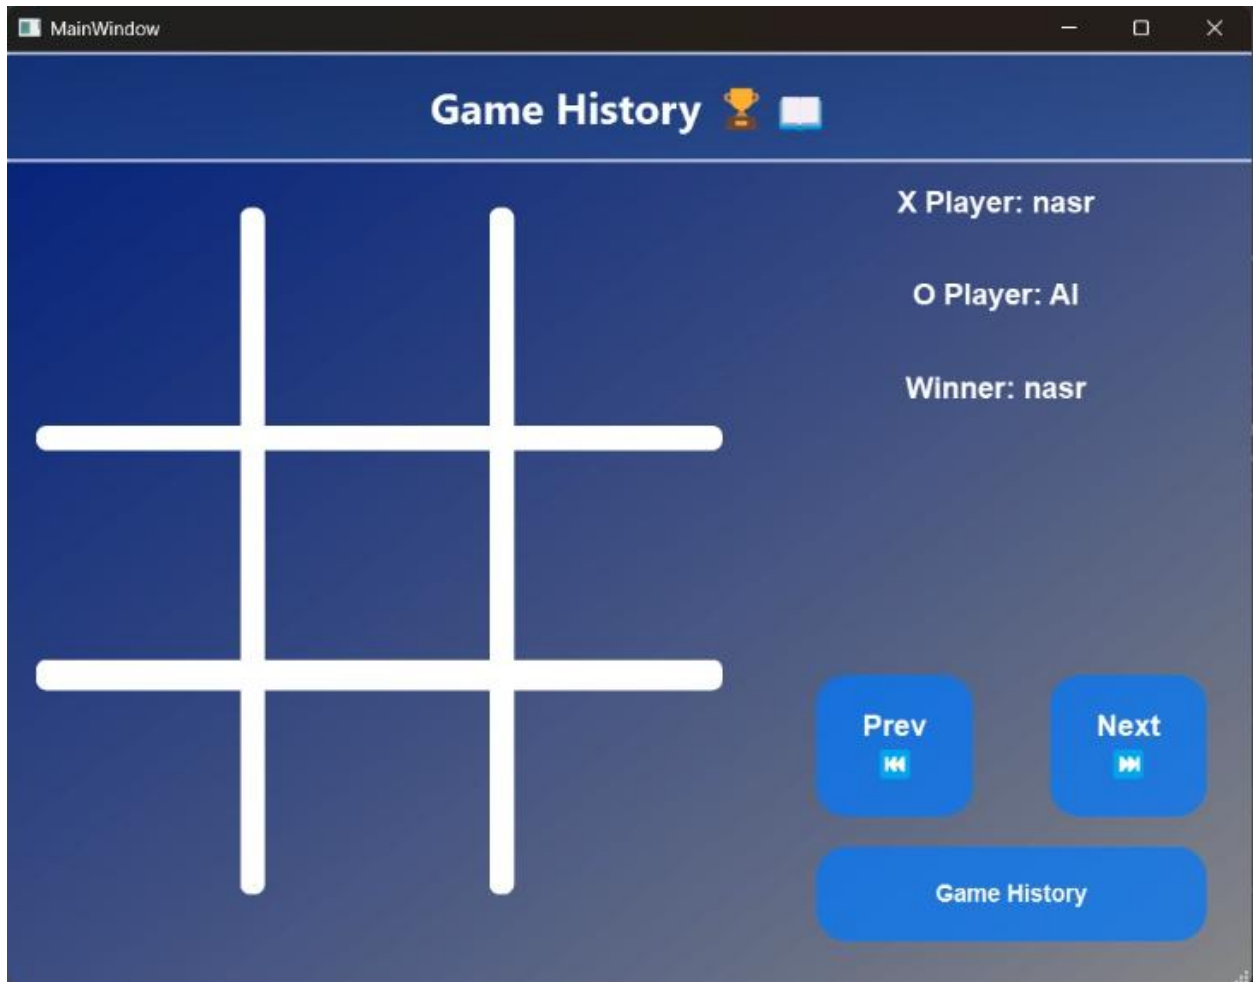 MainWindow
Game History 🏆 📖
X Player: nasr
O Player: AI
Winner: nasr
Prev
⏮
Next
⏭
Game History